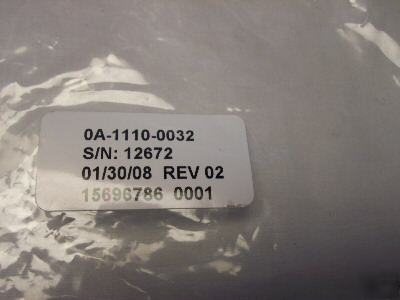 0A-1110-0032
S/N: 12672
01/30/08 REV 02
15696786 0001